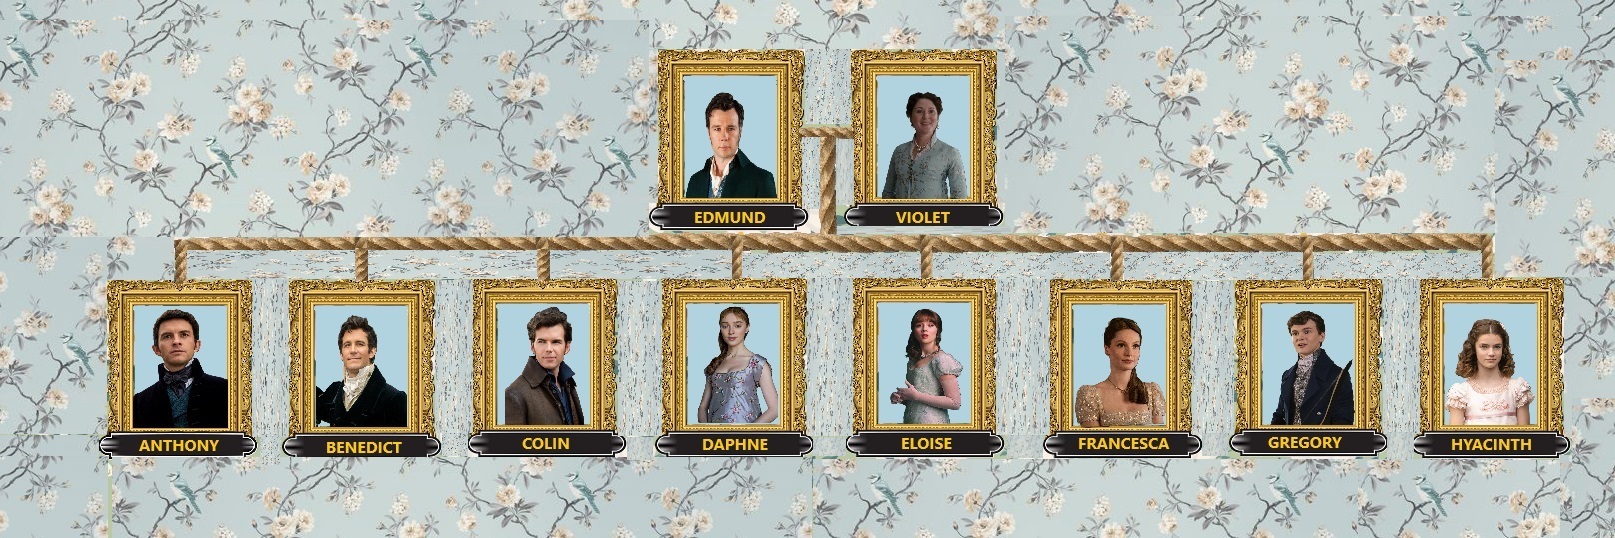 EDMUND
VIOLET
ANTHONY
BENEDICT
COLIN
DAPHNE
ELOISE
FRANCESCA
GREGORY
HYACINTH